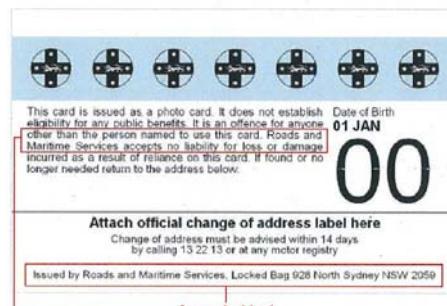 This card is issued as a photo card. It does not establish
eligibility for any public benefits. It is an offence for anyone
other than the person named to use this card. Roads and
Maritime Services accepts no liability for loss or damage
incurred as a result of reliance on this card. If found or no
longer needed return to the address below.
Date of Birth
01 JAN
00
Attach official change of address label here
Change of address must be advised within 14 days
by calling 13 22 13 or at any motor registry
Issued by Roads and Maritime Services, Locked Bag 928 North Sydney NSW 2059